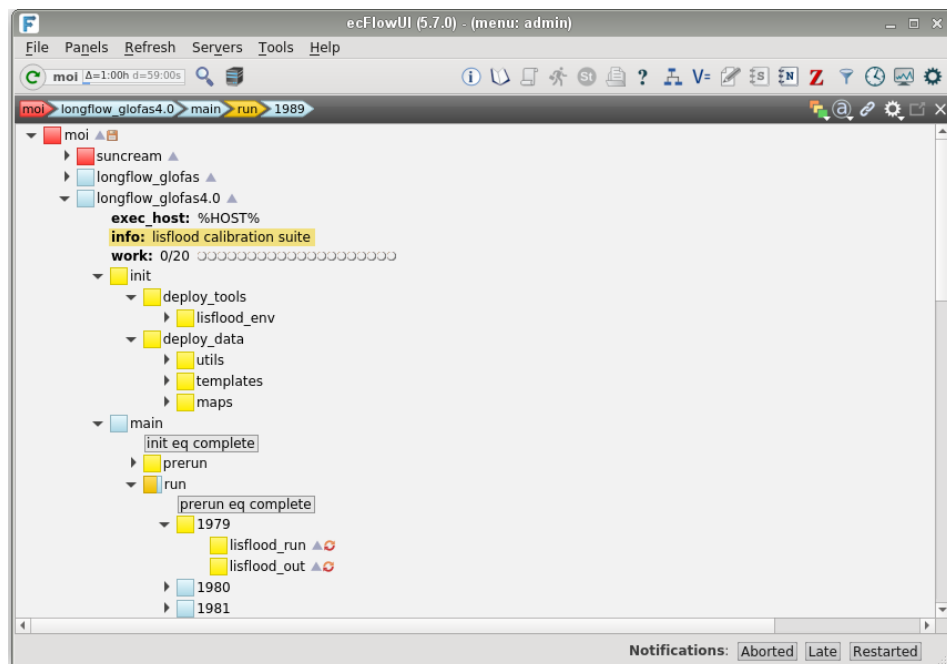 ecFlowUI (5.7.0) - (menu: admin)
File Panels Refresh Servers Tools Help
moi Δ=1:00h d=59:00s
i St ? V= S N Z
moi longflow_glofas4.0 main run 1989 @
moi
suncream
longflow_glofas
longflow_glofas4.0
exec_host: %HOST%
info: lisflood calibration suite
work: 0/20
init
deploy_tools
lisflood_env
deploy_data
utils
templates
maps
main
init eq complete
prerun
run
prerun eq complete
1979
lisflood_run
lisflood_out
1980
1981
Notifications: Aborted Late Restarted